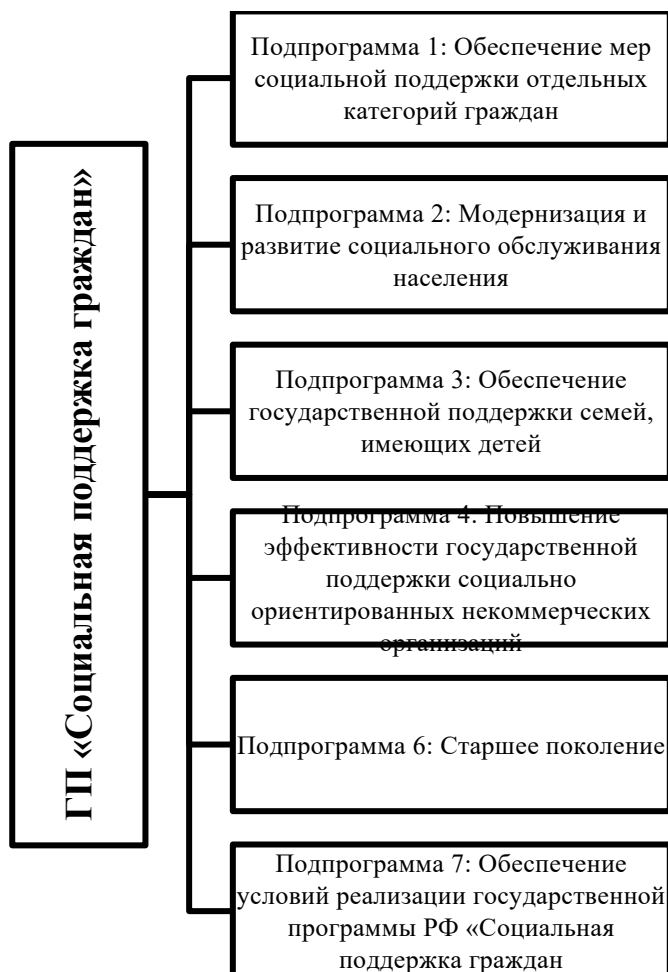 ГП «Социальная поддержка граждан»
Подпрограмма 1: Обеспечение мер
социальной поддержки отдельных
категорий граждан
Подпрограмма 2: Модернизация и
развитие социального обслуживания
населения
Подпрограмма 3: Обеспечение
государственной поддержки семей,
имеющих детей
Подпрограмма 4: Повышение
эффективности государственной
поддержки социально
ориентированных некоммерческих
организаций
Подпрограмма 6: Старшее поколение
Подпрограмма 7: Обеспечение
условий реализации государственной
программы РФ «Социальная
поддержка граждан